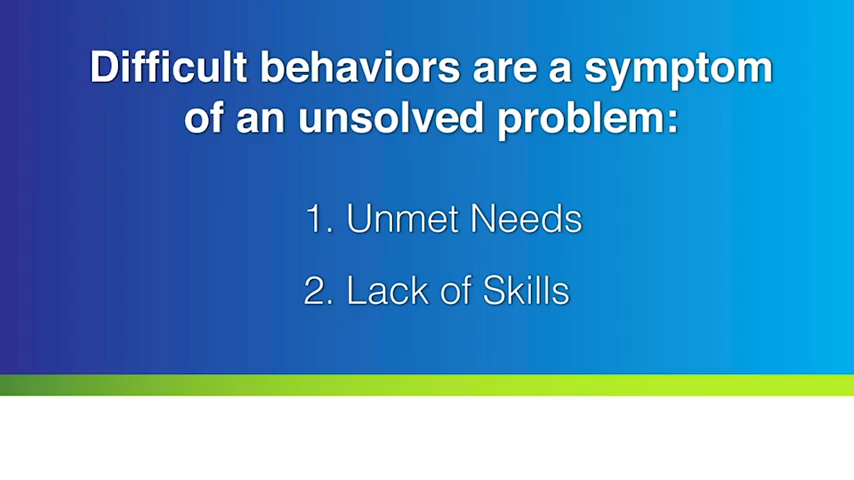 Difficult behaviors are a symptom
of an unsolved problem:
1. Unmet Needs
2. Lack of Skills